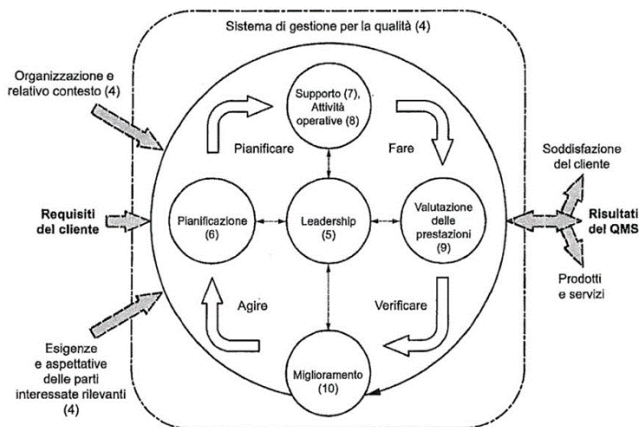 Sistema di gestione per la qualità (4)
Organizzazione e
relativo contesto (4)
Supporto (7),
Attività
operative (8)
Pianificare
Fare
Soddisfazione
del cliente
Requisiti
del cliente
Pianificazione
(6)
Leadership
(5)
Valutazione
delle
prestazioni
(9)
Risultati
del QMS
Agire
Verificare
Prodotti
e servizi
Esigenze
e aspettative
delle parti
interessate rilevanti
(4)
Miglioramento
(10)